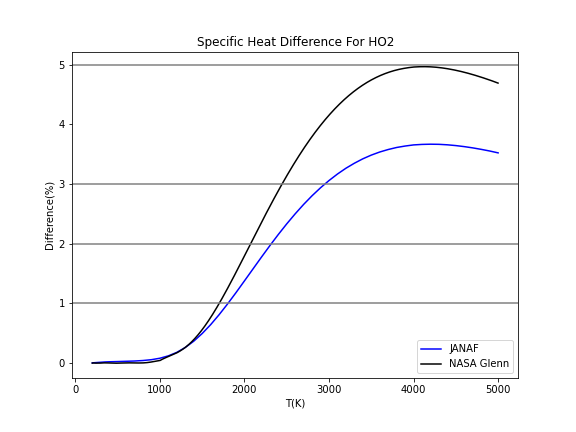 Specific Heat Difference For HO2
5
4
3
2
1
0
Difference(%)
0 1000 2000 3000 4000 5000
T(K)
JANAF
NASA Glenn